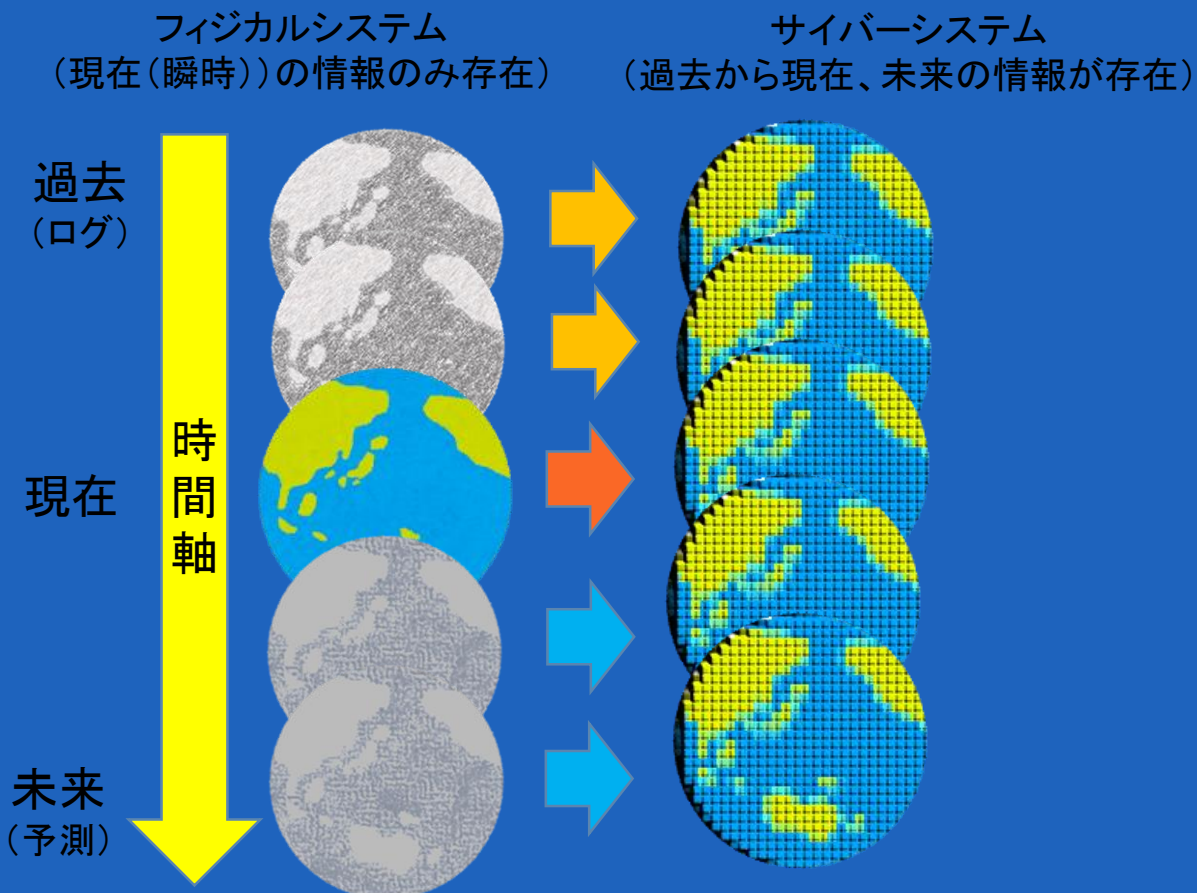 フィジカルシステム
(現在(瞬時))の情報のみ存在)
サイバーシステム
(過去から現在、未来の情報が存在)
過去
(ログ)
時間軸
現在
未来
(予測)